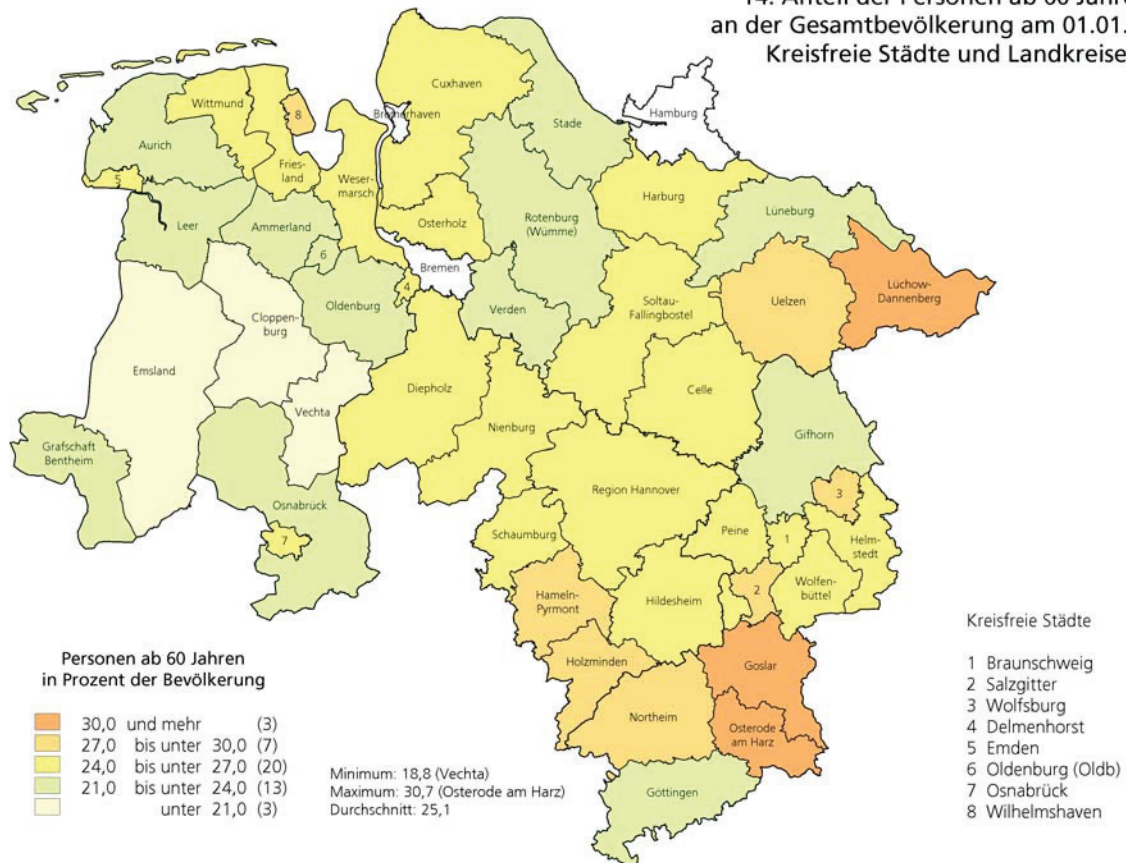 14. Anteil der Personen ab 60 Jahre
an der Gesamtbevölkerung am 01.01.
Kreisfreie Städte und Landkreise
Cuxhaven
Wittmund
8
Bremerhaven
Stade
Hamburg
Aurich
5
Fries-
land
Weser-
marsch
Harburg
Leer
Ammerland
Osterholz
Rotenburg
(Wümme)
Lüneburg
6
Bremen
4
Oldenburg
Verden
Soltau-
Fallingbostel
Uelzen
Lüchow-
Dannenberg
Cloppen-
burg
Emsland
Diepholz
Celle
Vechta
Nienburg
Gifhorn
Grafschaft
Bentheim
Osnabrück
7
Region Hannover
3
Schaumburg
Peine
1
Helm-
stedt
Hameln-
Pyrmont
Hildesheim
2
Wolfen-
büttel
Holzminden
Goslar
Northeim
Osterode
am Harz
Göttingen
Personen ab 60 Jahren
in Prozent der Bevölkerung
30,0 und mehr (3)
27,0 bis unter 30,0 (7)
24,0 bis unter 27,0 (20)
21,0 bis unter 24,0 (13)
unter 21,0 (3)
Minimum: 18,8 (Vechta)
Maximum: 30,7 (Osterode am Harz)
Durchschnitt: 25,1
Kreisfreie Städte
1 Braunschweig
2 Salzgitter
3 Wolfsburg
4 Delmenhorst
5 Emden
6 Oldenburg (Oldb)
7 Osnabrück
8 Wilhelmshaven